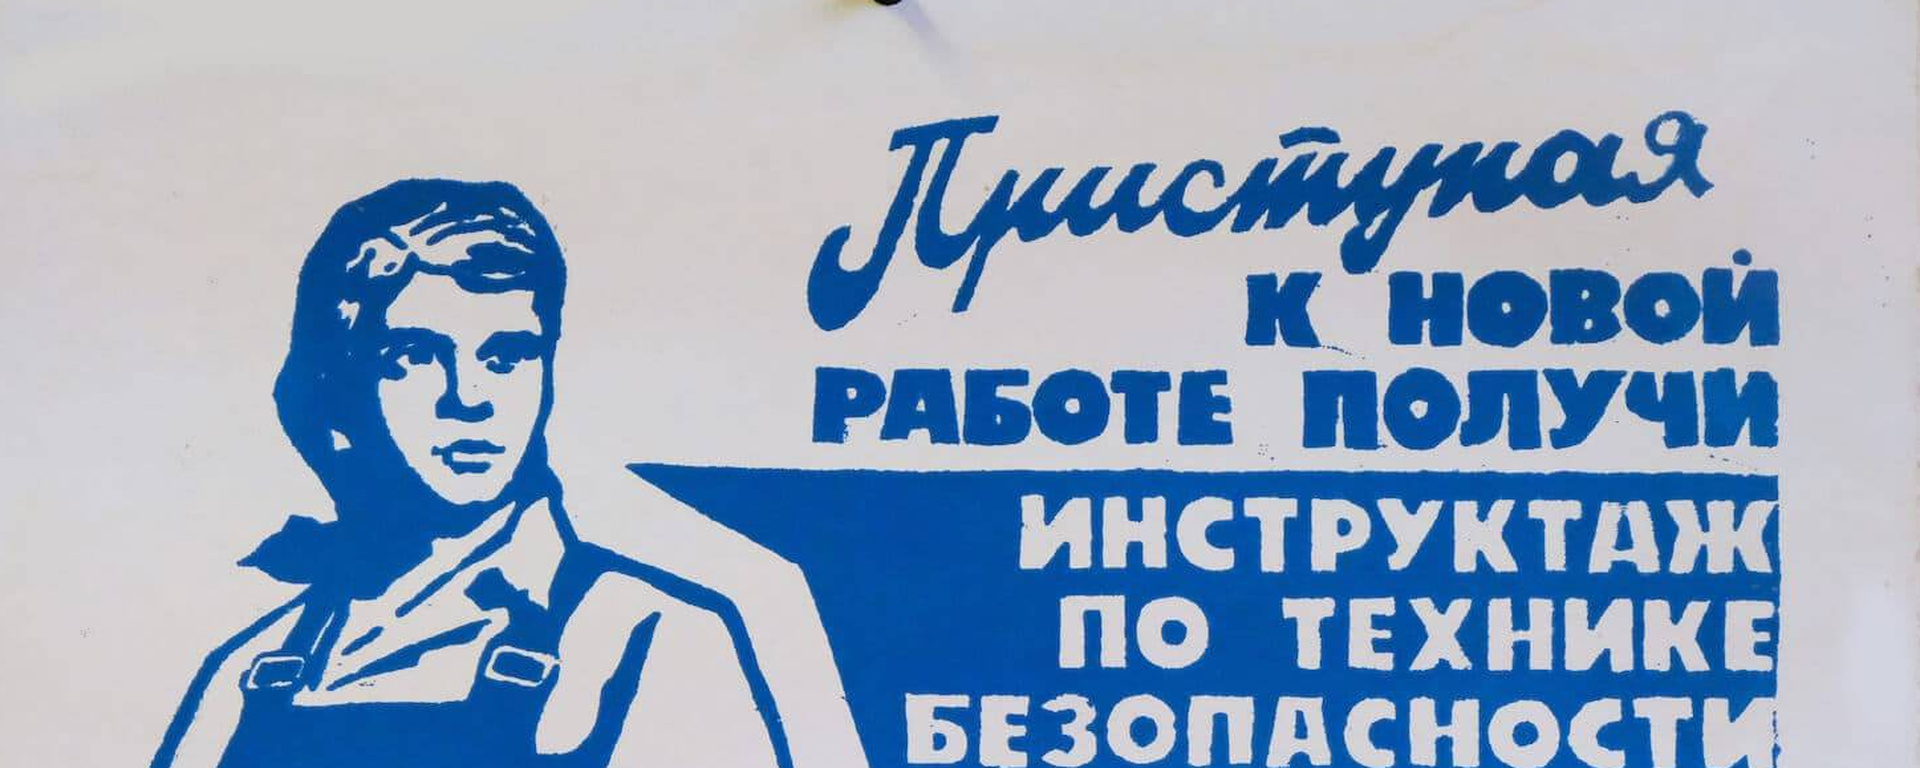 Приступая
К НОВОЙ
РАБОТЕ ПОЛУЧИ
ИНСТРУКТАЖ
ПО ТЕХНИКЕ
БЕЗОПАСНОСТИ